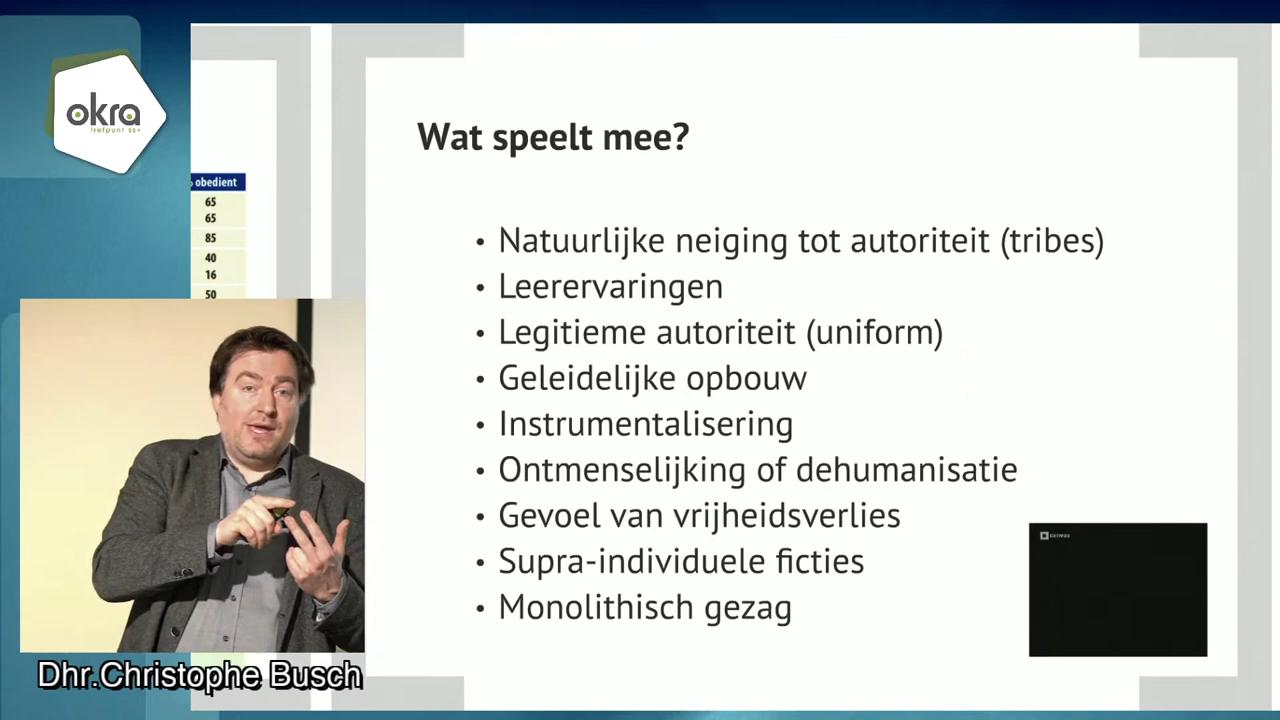 okra
trefpunt 55+
% obedient
65
65
85
40
16
50
Wat speelt mee?
• Natuurlijke neiging tot autoriteit (tribes)
• Leerervaringen
• Legitieme autoriteit (uniform)
• Geleidelijke opbouw
• Instrumentalisering
• Ontmenselijking of dehumanisatie
• Gevoel van vrijheidsverlies
• Supra-individuele ficties
• Monolithisch gezag
Dhr.Christophe Busch